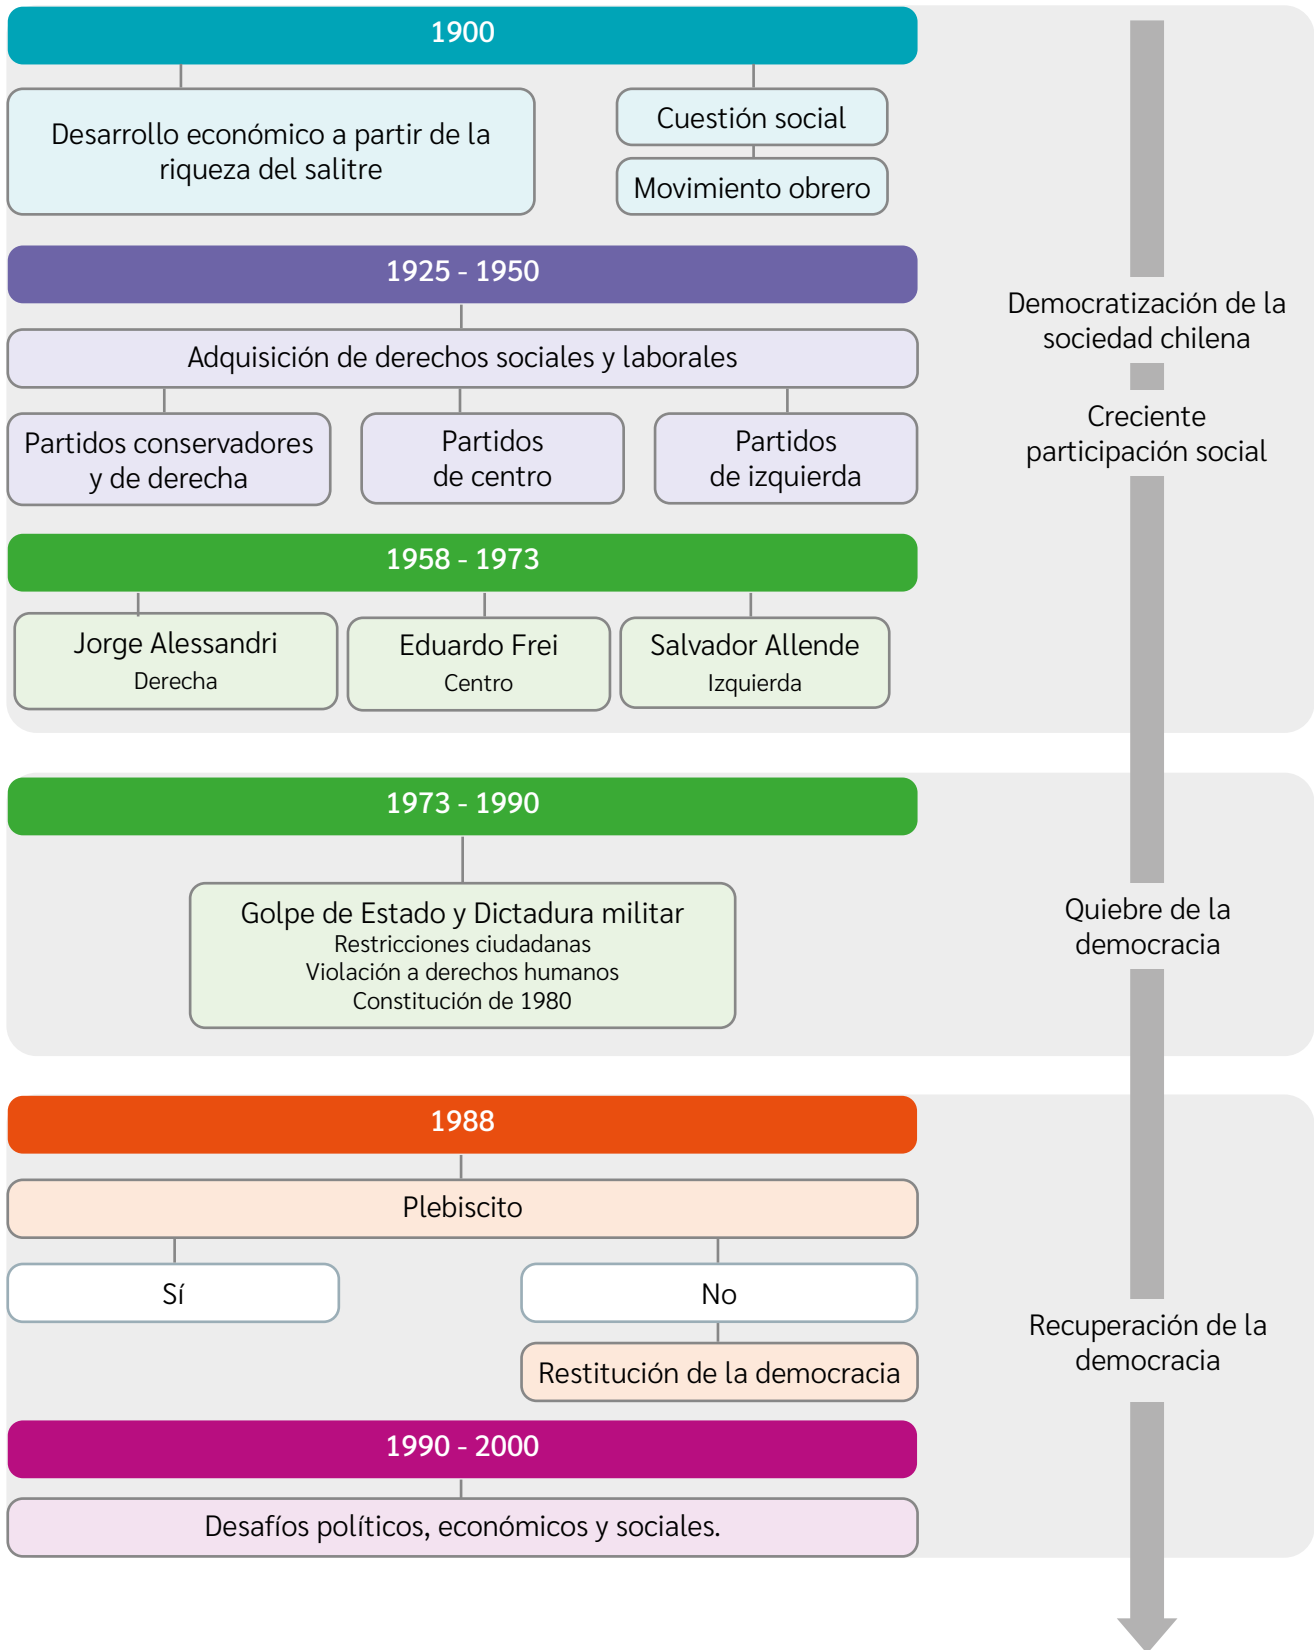 1900
Desarrollo económico a partir de la
riqueza del salitre
Cuestión social
Movimiento obrero
1925 - 1950
Adquisición de derechos sociales y laborales
Partidos conservadores
y de derecha
Partidos
de centro
Partidos
de izquierda
Democratización de la
sociedad chilena
Creciente
participación social
1958 - 1973
Jorge Alessandri
Derecha
Eduardo Frei
Centro
Salvador Allende
Izquierda
1973 - 1990
Golpe de Estado y Dictadura militar
Restricciones ciudadanas
Violación a derechos humanos
Constitución de 1980
Quiebre de la
democracia
1988
Plebiscito
Sí
No
Restitución de la democracia
Recuperación de la
democracia
1990 - 2000
Desafíos políticos, económicos y sociales.